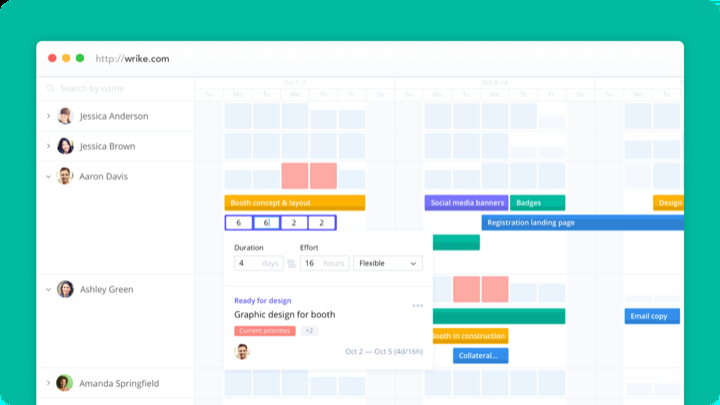 http://wrike.com
Oct 1–7
Oct 8–14
Search by name
Su Mo Tu We Th Fr Sa Su Mo Tu We Th Fr Sa Su Mo Tu
Jessica Anderson
Jessica Brown
Aaron Davis
Booth concept & layout
Social media banners
Badges
Design
6 6 2 2
Registration landing page
Duration
Effort
4 days
16 hours
Flexible
Ashley Green
Ready for design
Graphic design for booth
Current priorities
+2
Email copy
Booth in construction
Oct 2 — Oct 5 (4d/16h)
Collateral...
Amanda Springfield